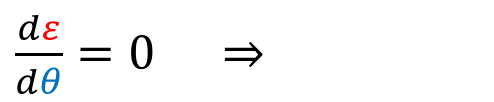 dε/dθ = 0 ⇒